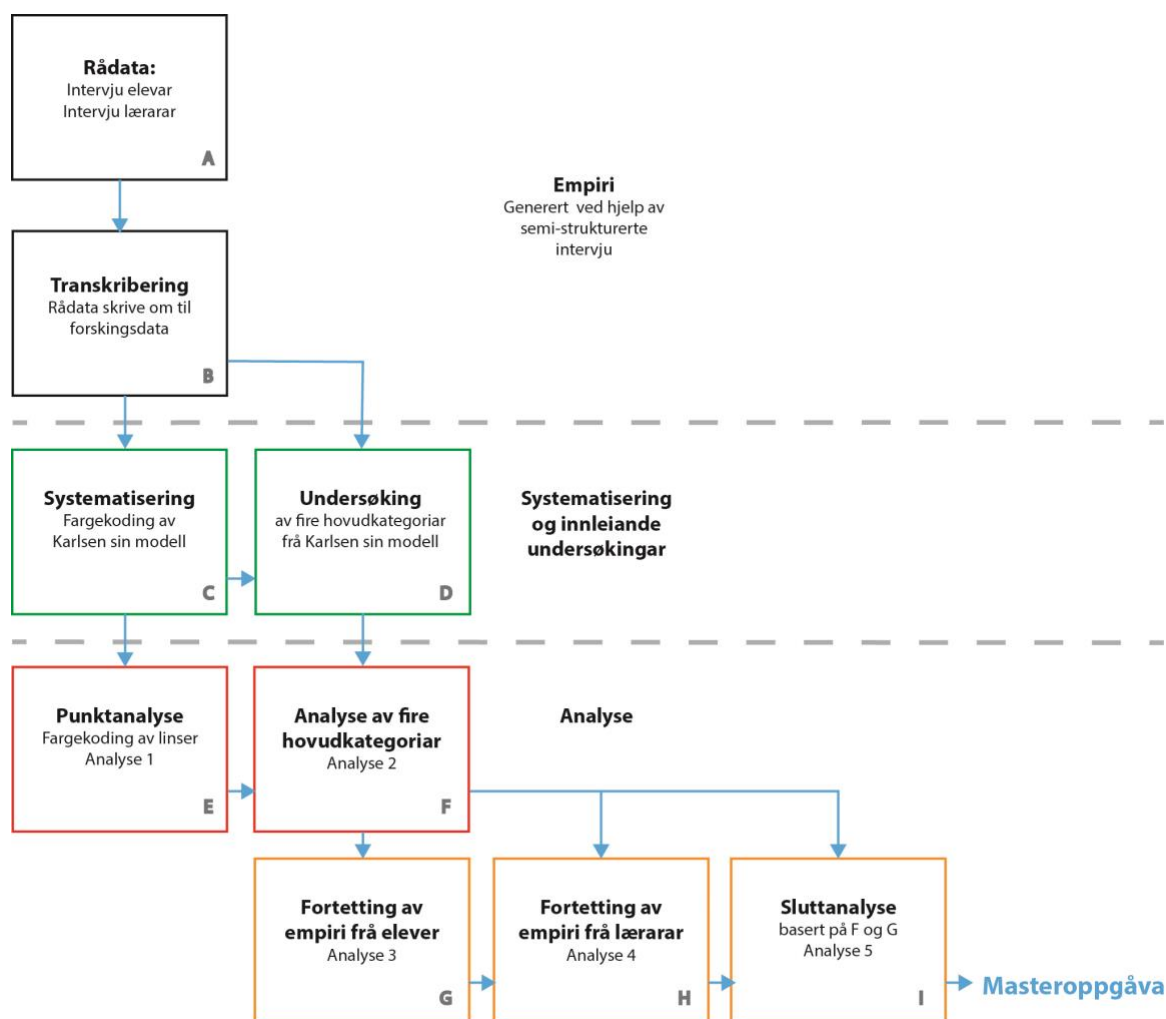 Rådata:
Intervju elevar
Intervju lærarar
A
Empiri
Generert ved hjelp av
semi-strukturerte
intervju
Transkribering
Rådata skrive om til
forskingsdata
B
Systematisering
Fargekoding av
Karlsen sin modell
C
Undersøking
av fire hovudkategoriar
frå Karlsen sin modell
D
Systematisering
og innleiande
undersøkingar
Punktanalyse
Fargekoding av linser
Analyse 1
E
Analyse av fire
hovudkategoriar
Analyse 2
F
Analyse
Fortetting av
empiri frå elever
Analyse 3
G
Fortetting av
empiri frå lærarar
Analyse 4
H
Sluttanalyse
basert på F og G
Analyse 5
I
Masteroppgåva